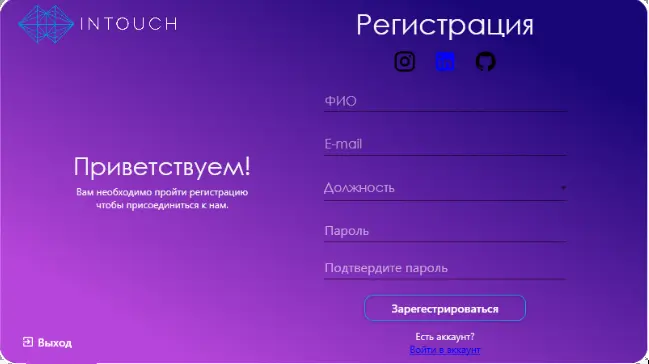 INTOUCH
Приветствуем!
Вам необходимо пройти регистрацию
чтобы присоединиться к нам.
Выход
Регистрация
ФИО
E-mail
Должность
Пароль
Подтвердите пароль
Зарегестрироваться
Есть аккаунт?
Войти в аккаунт